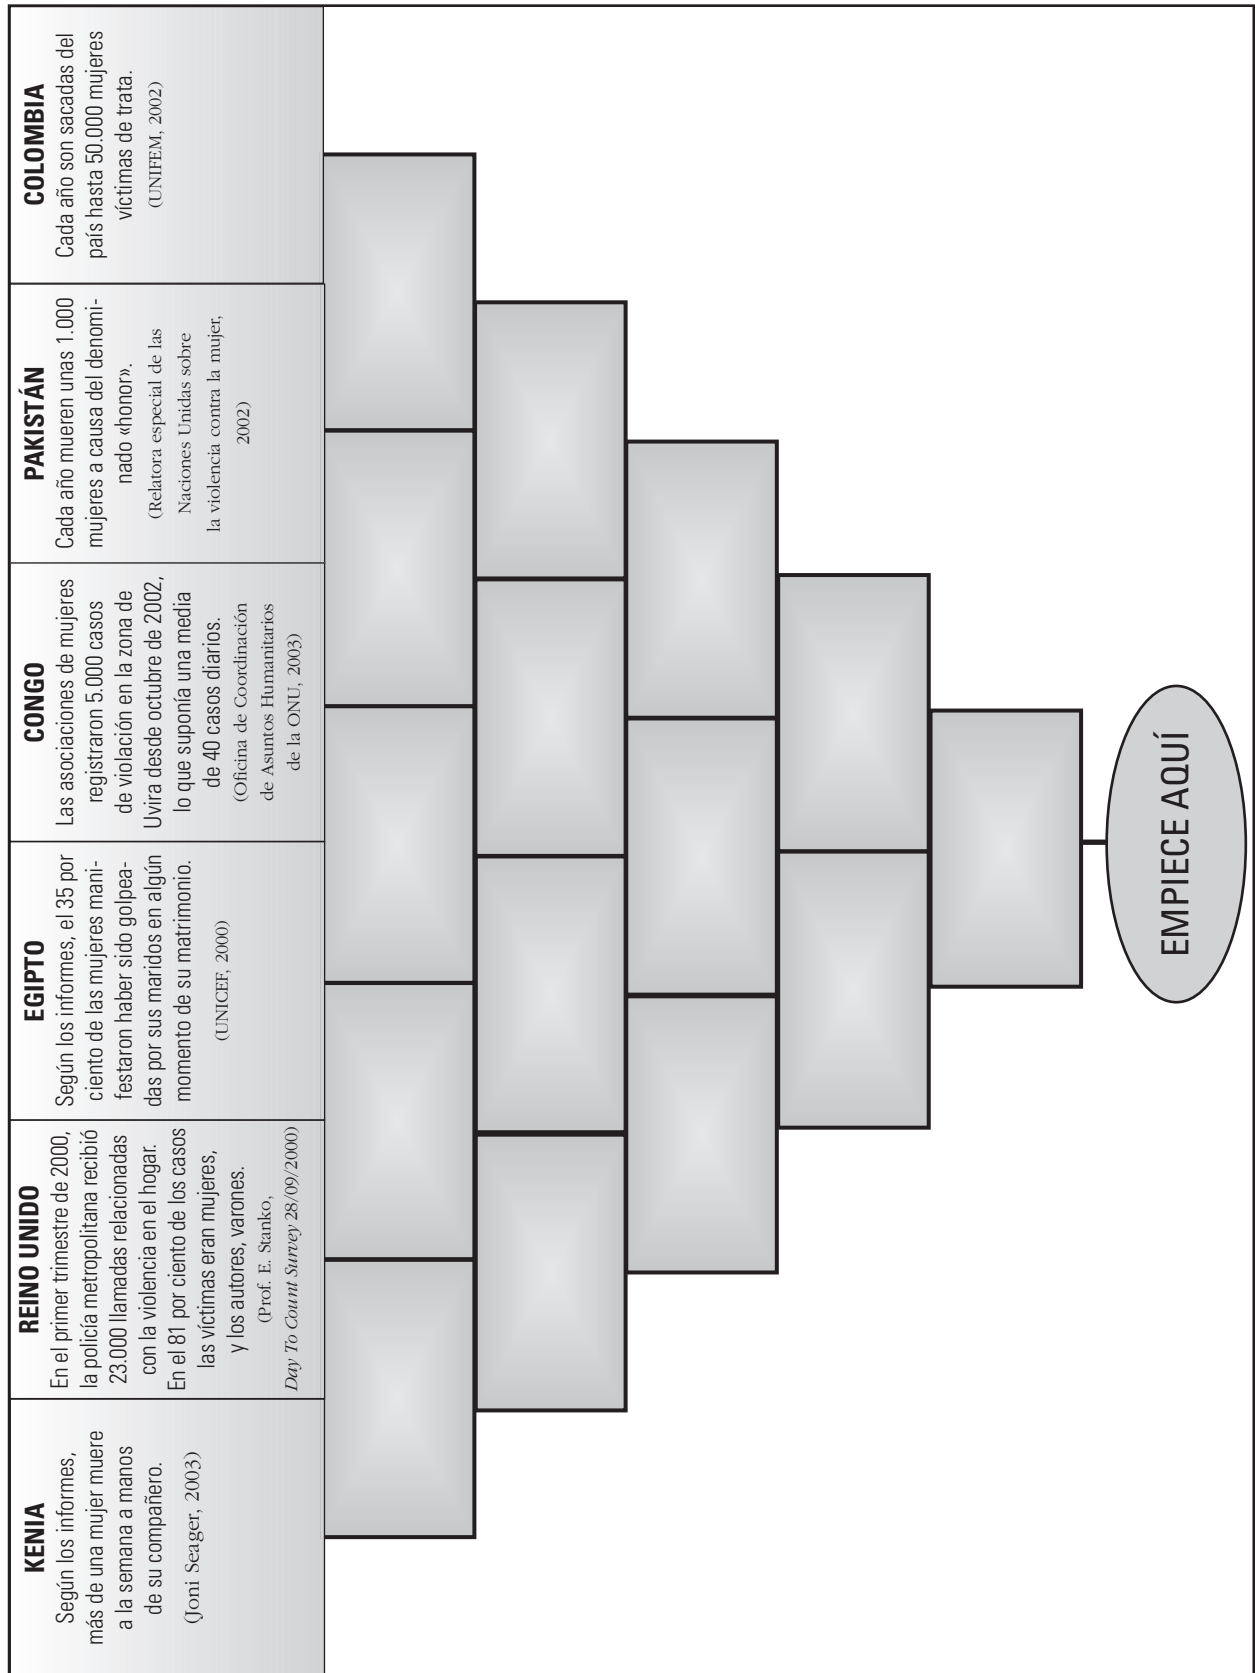 KENIA
Según los informes,
más de una mujer muere
a la semana a manos
de su compañero.
(Joni Seager, 2003)
REINO UNIDO
En el primer trimestre de 2000,
la policía metropolitana recibió
23.000 llamadas relacionadas
con la violencia en el hogar.
En el 81 por ciento de los casos
las víctimas eran mujeres,
y los autores, varones.
(Prof. E. Stanko,
Day To Count Survey 28/09/2000)
EGIPTO
Según los informes, el 35 por
ciento de las mujeres mani-
festaron haber sido golpea-
das por sus maridos en algún
momento de su matrimonio.
(UNICEF, 2000)
CONGO
Las asociaciones de mujeres
registraron 5.000 casos
de violación en la zona de
Uvira desde octubre de 2002,
lo que suponía una media
de 40 casos diarios.
(Oficina de Coordinación
de Asuntos Humanitarios
de la ONU, 2003)
PAKISTÁN
Cada año mueren unas 1.000
mujeres a causa del denomi-
nado «honor».
(Relatora especial de las
Naciones Unidas sobre
la violencia contra la mujer,
2002)
COLOMBIA
Cada año son sacadas del
país hasta 50.000 mujeres
víctimas de trata.
(UNIFEM, 2002)
EMPIECE AQUÍ